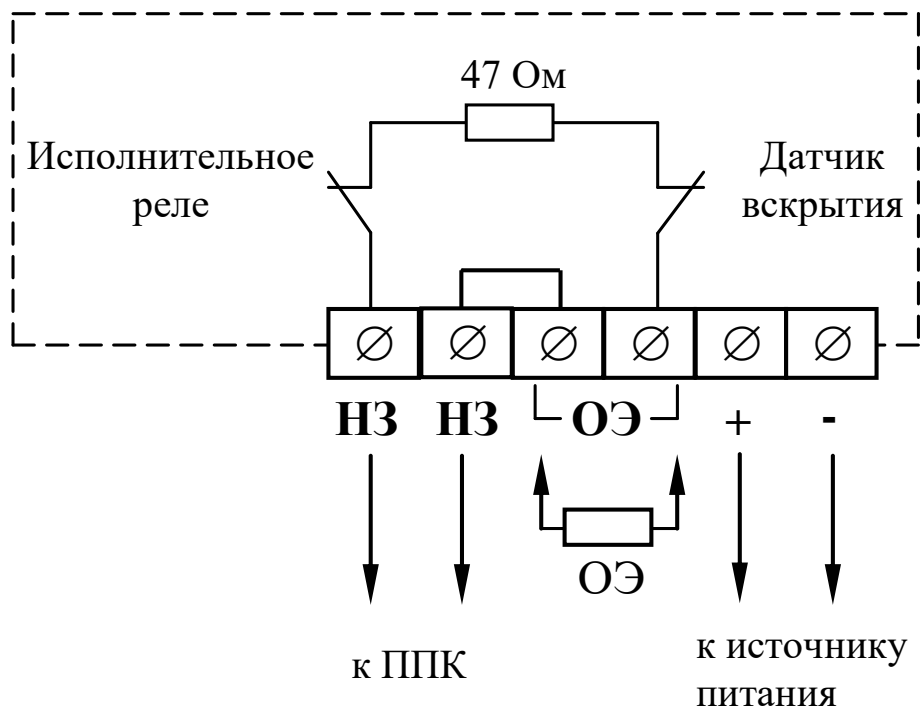 47 Ом
Исполнительное
реле
Датчик
вскрытия
НЗ НЗ ОЭ + -
ОЭ
к ППК
к источнику
питания